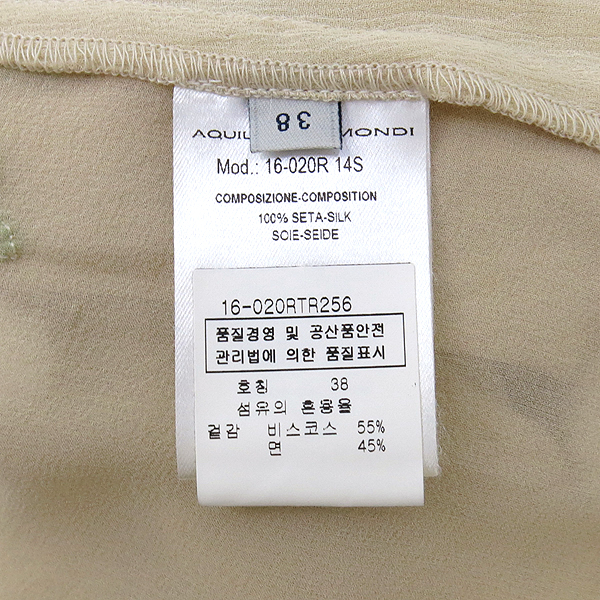 38
AQUIL MONDI
Mod.: 16-020R 14S
COMPOSIZIONE-COMPOSITION
100% SETA-SILK
SCIE-SEIDE
16-020RTR256
품질경영 및 공산품안전
관리법에 의한 품질표시
호칭 38
섬유의 혼용율
겉감 비스코스 55%
면 45%